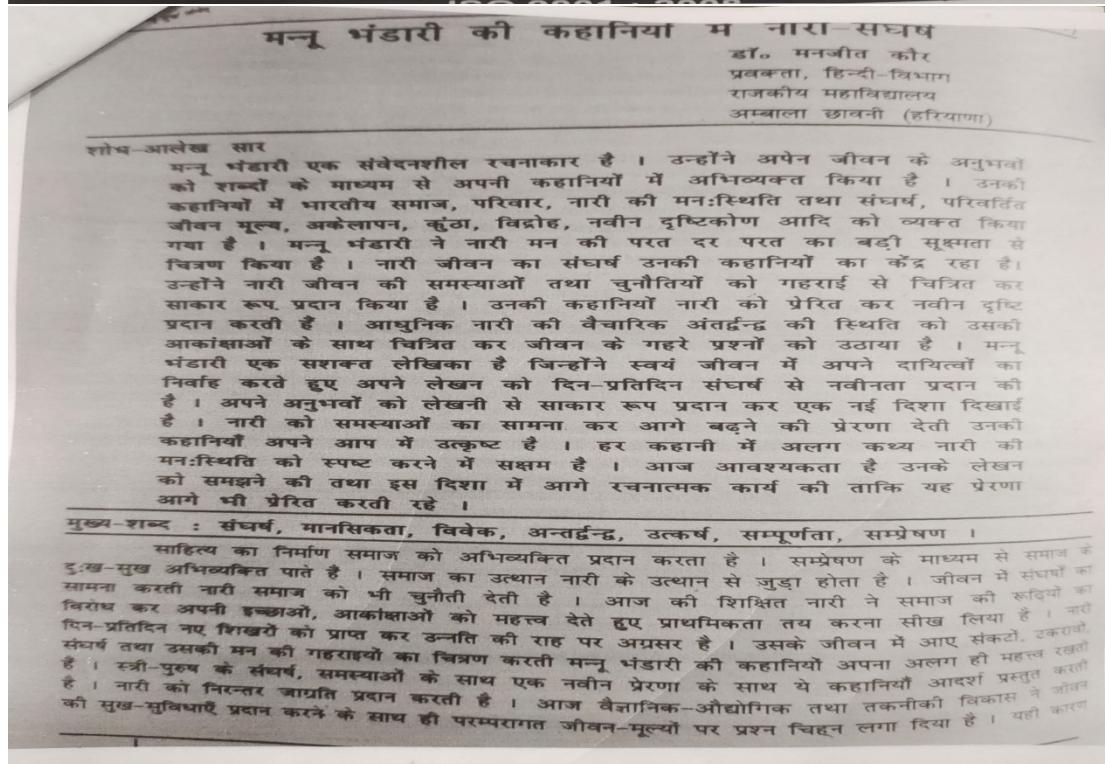 मन्नू भंडारी की कहानियों म नारी-संघर्ष
डॉ० मनजीत कौर
प्रवक्ता, हिन्दी-विभाग
राजकीय महाविद्यालय
अम्बाला छावनी (हरियाणा)
शोध-आलेख सार
मन्नू भंडारी एक संवेदनशील रचनाकार है । उन्होंने अपेन जीवन के अनुभवों
को शब्दों के माध्यम से अपनी कहानियों में अभिव्यक्त किया है । उनकी
कहानियों में भारतीय समाज, परिवार, नारी की मन:स्थिति तथा संघर्ष, परिवर्तित
जीवन मूल्य, अकेलापन, कुंठा, विद्रोह, नवीन दृष्टिकोण आदि को व्यक्त किया
गया है । मन्नू भंडारी ने नारी मन की परत दर परत का बड़ी सूक्ष्मता से
चित्रण किया है । नारी जीवन का संघर्ष उनकी कहानियों का केंद्र रहा है।
उन्होंने नारी जीवन की समस्याओं तथा चुनौतियों को गहराई से चित्रित कर
साकार रूप प्रदान किया है । उनकी कहानियाँ नारी को प्रेरित कर नवीन दृष्टि
प्रदान करती हैं । आधुनिक नारी की वैचारिक अंतर्द्वन्द्व की स्थिति को उसकी
आकांक्षाओं के साथ चित्रित कर जीवन के गहरे प्रश्नों को उठाया है । मन्नू
भंडारी एक सशक्त लेखिका है जिन्होंने स्वयं जीवन में अपने दायित्वों का
निर्वाह करते हुए अपने लेखन को दिन-प्रतिदिन संघर्ष से नवीनता प्रदान की
है । अपने अनुभवों को लेखनी से साकार रूप प्रदान कर एक नई दिशा दिखाई
है । नारी को समस्याओं का सामना कर आगे बढ़ने की प्रेरणा देती उनकी
कहानियाँ अपने आप में उत्कृष्ट है । हर कहानी में अलग कथ्य नारी की
मन:स्थिति को स्पष्ट करने में सक्षम है । आज आवश्यकता है उनके लेखन
को समझने की तथा इस दिशा में आगे रचनात्मक कार्य की ताकि यह प्रेरणा
आगे भी प्रेरित करती रहे ।
मुख्य-शब्द : संघर्ष, मानसिकता, विवेक, अन्तर्द्वन्द्व, उत्कर्ष, सम्पूर्णता, सम्प्रेषण ।
साहित्य का निर्माण समाज को अभिव्यक्ति प्रदान करता है । सम्प्रेषण के माध्यम से समाज के
दु:ख-सुख अभिव्यक्ति पाते है । समाज का उत्थान नारी के उत्थान से जुड़ा होता है । जीवन में संघर्षों का
सामना करती नारी समाज को भी चुनौती देती है । आज की शिक्षित नारी ने समाज की रूढ़ियों का
विरोध कर अपनी इच्छाओं, आकांक्षाओं को महत्त्व देते हुए प्राथमिकता तय करना सीख लिया है । नारी
दिन-प्रतिदिन नए शिखरों को प्राप्त कर उन्नति की राह पर अग्रसर है । उसके जीवन में आए संकटों, टकरावों,
संघर्ष तथा उसकी मन की गहराइयों का चित्रण करती मन्नू भंडारी की कहानियाँ अपना अलग ही महत्त्व रखती
है । स्त्री-पुरुष के संघर्ष, समस्याओं के साथ एक नवीन प्रेरणा के साथ ये कहानियाँ आदर्श प्रस्तुत करती
है । नारी को निरन्तर जाग्रति प्रदान करती है । आज वैज्ञानिक-औद्योगिक तथा तकनीकी विकास ने जीवन
की सुख-सुविधाएँ प्रदान करने के साथ ही परम्परागत जीवन-मूल्यों पर प्रश्न चिह्न लगा दिया है । यही कारण